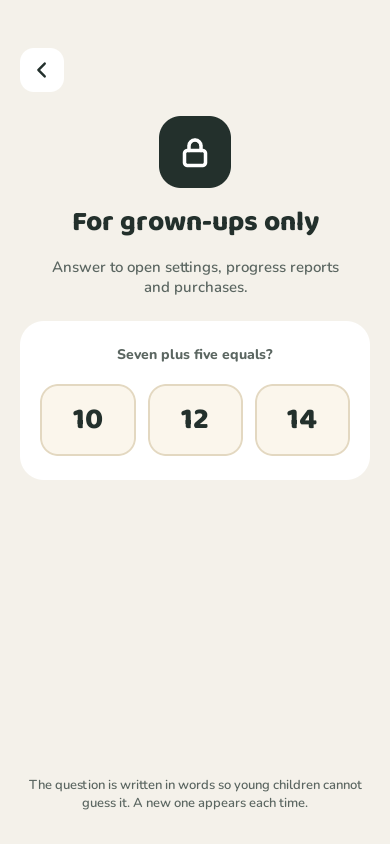 For grown-ups only
Answer to open settings, progress reports
and purchases.
Seven plus five equals?
10 12 14
The question is written in words so young children cannot
guess it. A new one appears each time.